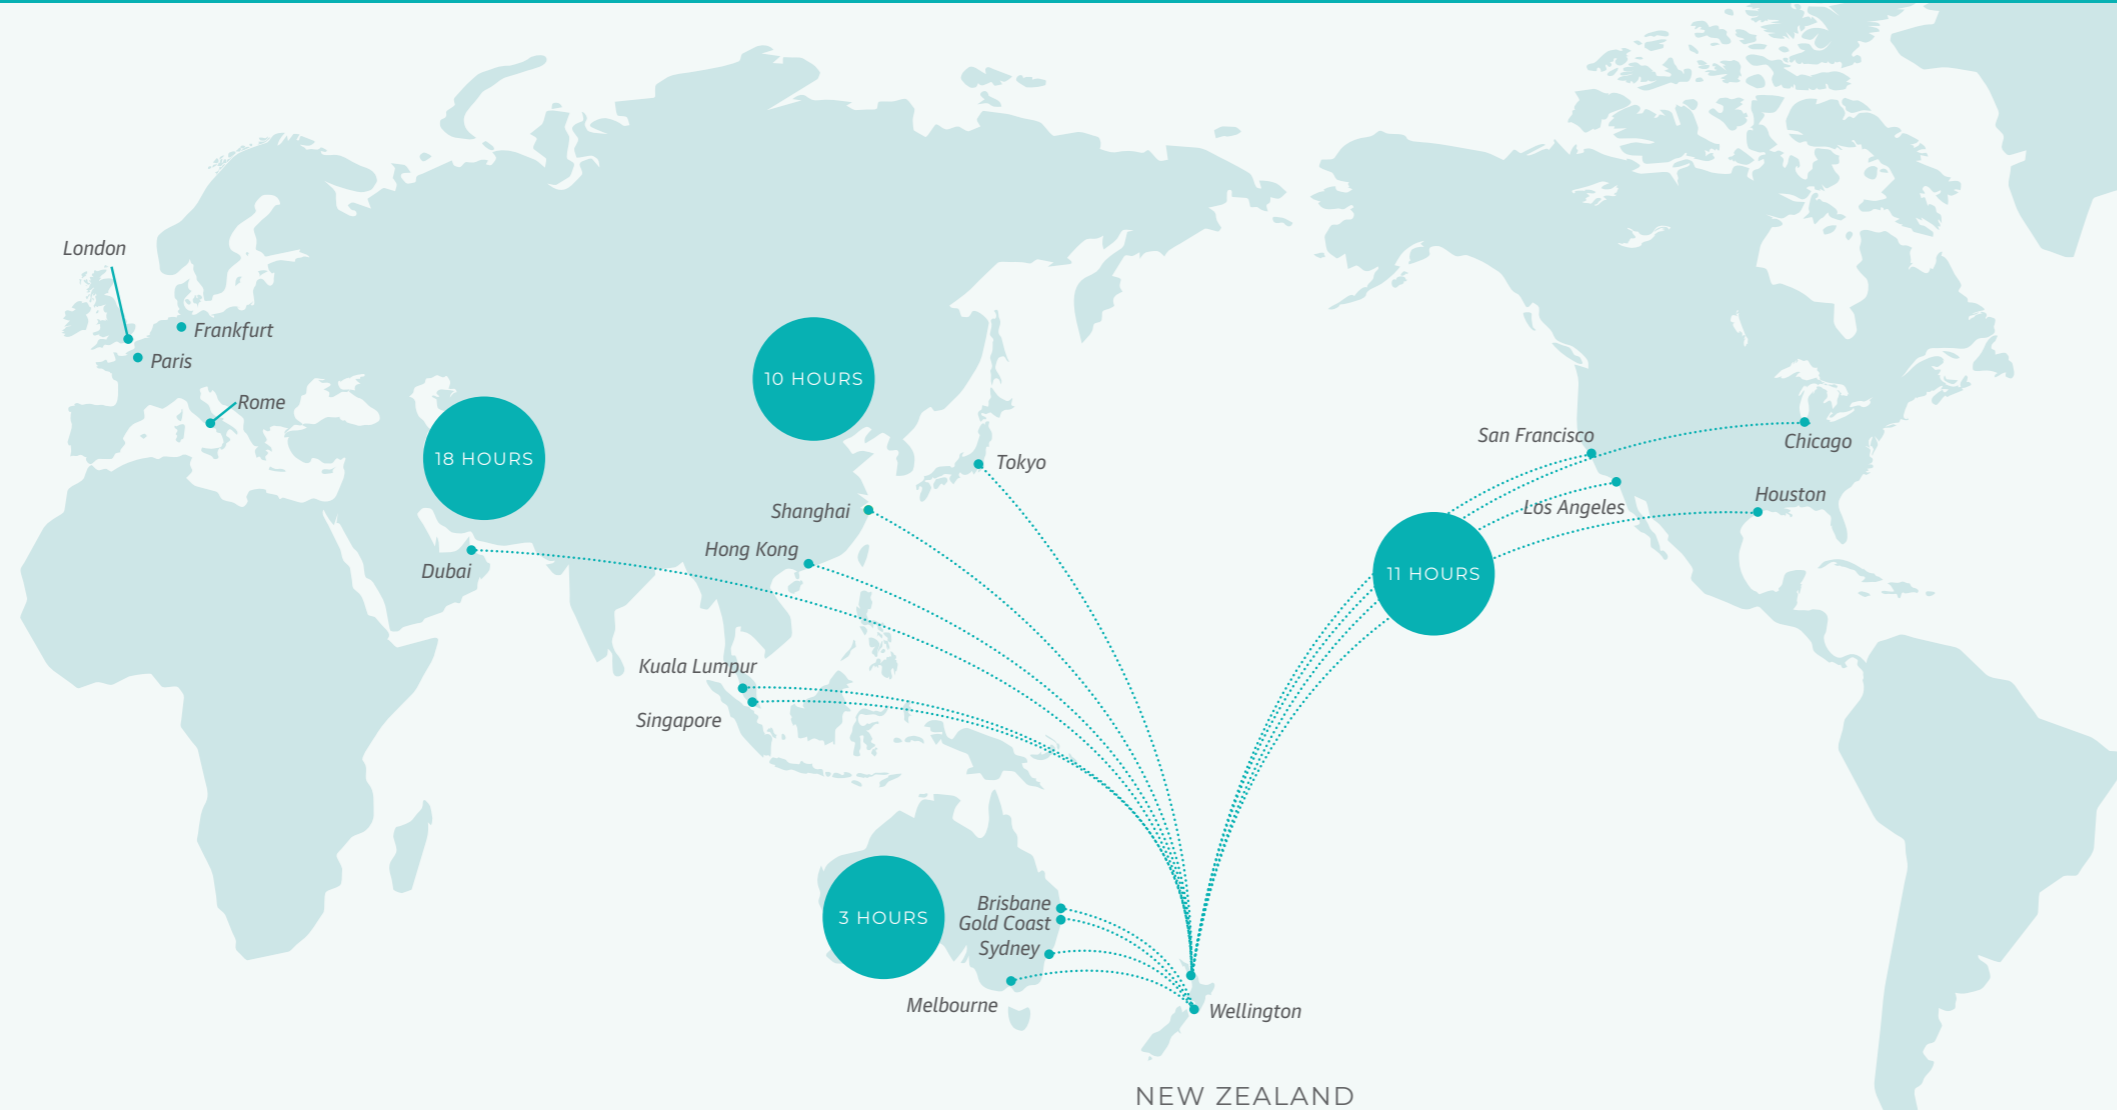 London
Frankfurt
Paris
Rome
10 HOURS
18 HOURS
Tokyo
Shanghai
Hong Kong
Dubai
San Francisco
Chicago
Houston
Los Angeles
11 HOURS
Kuala Lumpur
Singapore
3 HOURS
Brisbane
Gold Coast
Sydney
Melbourne
Wellington
NEW ZEALAND